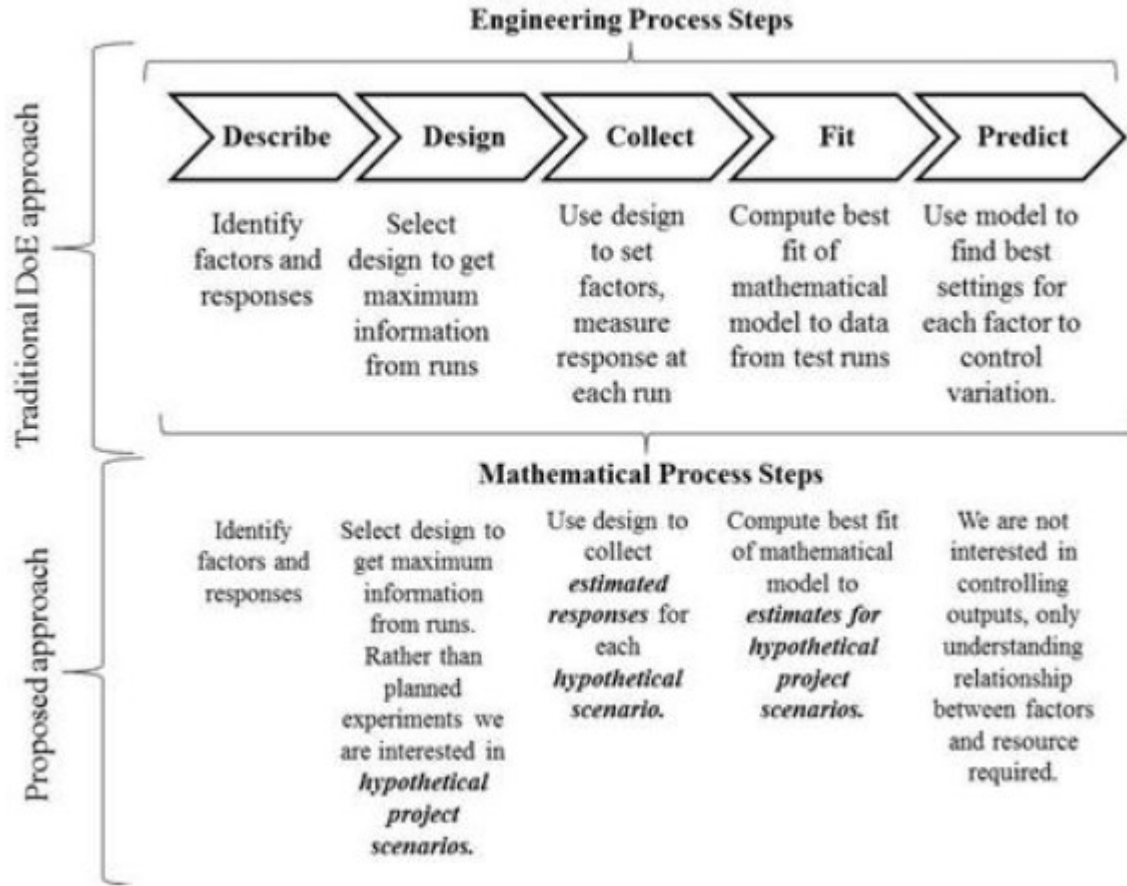 Engineering Process Steps
Traditional DoE approach
Describe
Design
Collect
Fit
Predict
Identify
factors and
responses
Select
design to get
maximum
information
from runs
Use design
to set
factors,
measure
response at
each run
Compute best
fit of
mathematical
model to data
from test runs
Use model to
find best
settings for
each factor to
control
variation.
Mathematical Process Steps
Proposed approach
Identify
factors and
responses
Select design to
get maximum
information
from runs.
Rather than
planned
experiments we
are interested in
hypothetical
project
scenarios.
Use design to
collect
estimated
responses for
each
hypothetical
scenario.
Compute best fit
of mathematical
model to
estimates for
hypothetical
project
scenarios.
We are not
interested in
controlling
outputs, only
understanding
relationship
between factors
and resource
required.